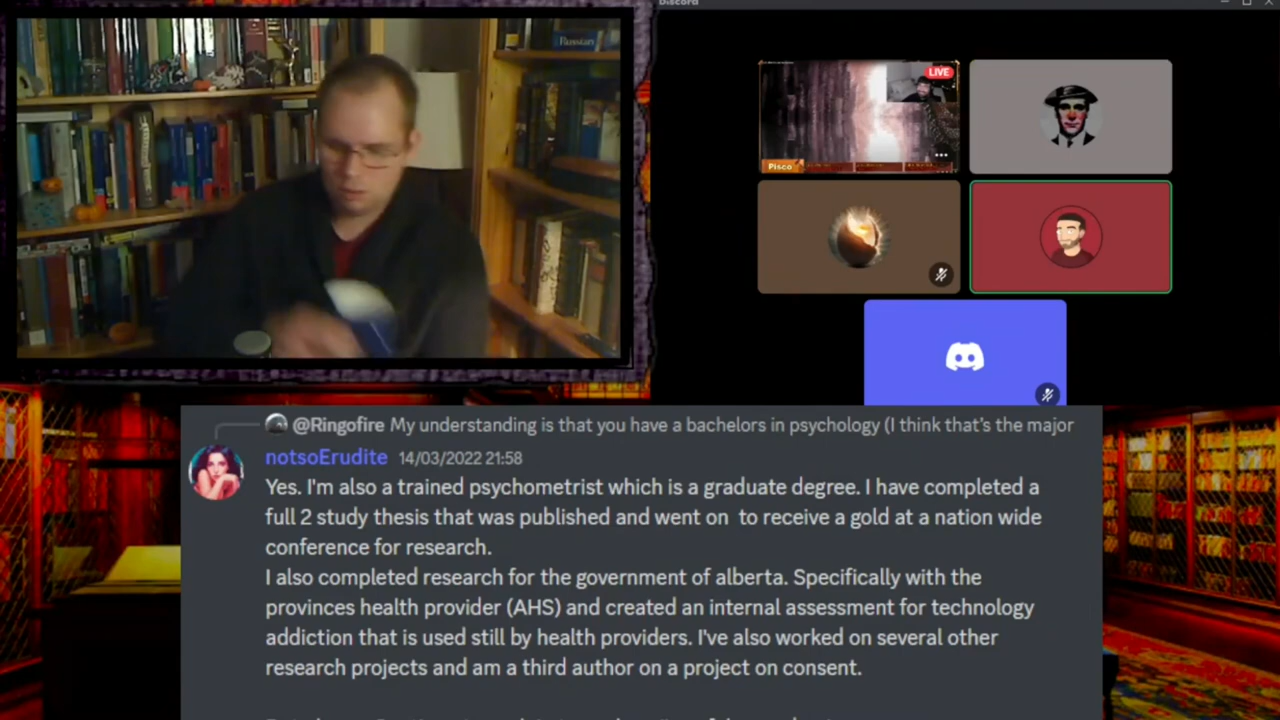 Discord
Russian
LIVE
Pisco
@Ringofire My understanding is that you have a bachelors in psychology (I think that's the major
notsoErudite 14/03/2022 21:58
Yes. I'm also a trained psychometrist which is a graduate degree. I have completed a
full 2 study thesis that was published and went on to receive a gold at a nation wide
conference for research.
I also completed research for the government of alberta. Specifically with the
provinces health provider (AHS) and created an internal assessment for technology
addiction that is used still by health providers. I've also worked on several other
research projects and am a third author on a project on consent.